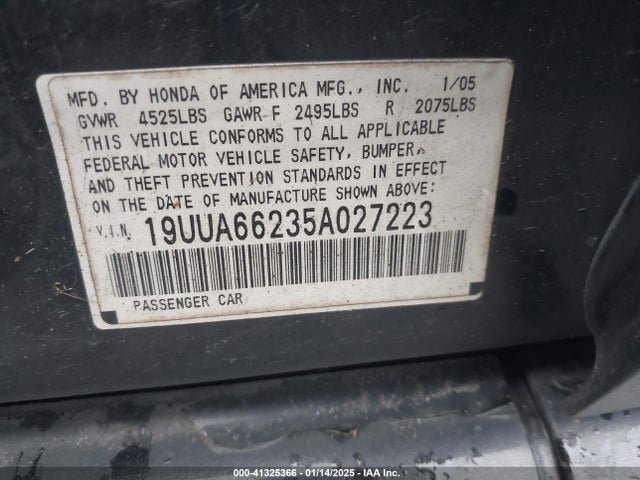 MFD. BY HONDA OF AMERICA MFG., INC. 1/05
GVWR 4525LBS GAWR F 2495LBS R 2075LBS
THIS VEHICLE CONFORMS TO ALL APPLICABLE
FEDERAL MOTOR VEHICLE SAFETY, BUMPER,
AND THEFT PREVENTION STANDARDS IN EFFECT
ON THE DATE OF MANUFACTURE SHOWN ABOVE:
V.I.N. 19UUA66235A027223
PASSENGER CAR
000-41325366 - 01/14/2025 - IAA Inc.